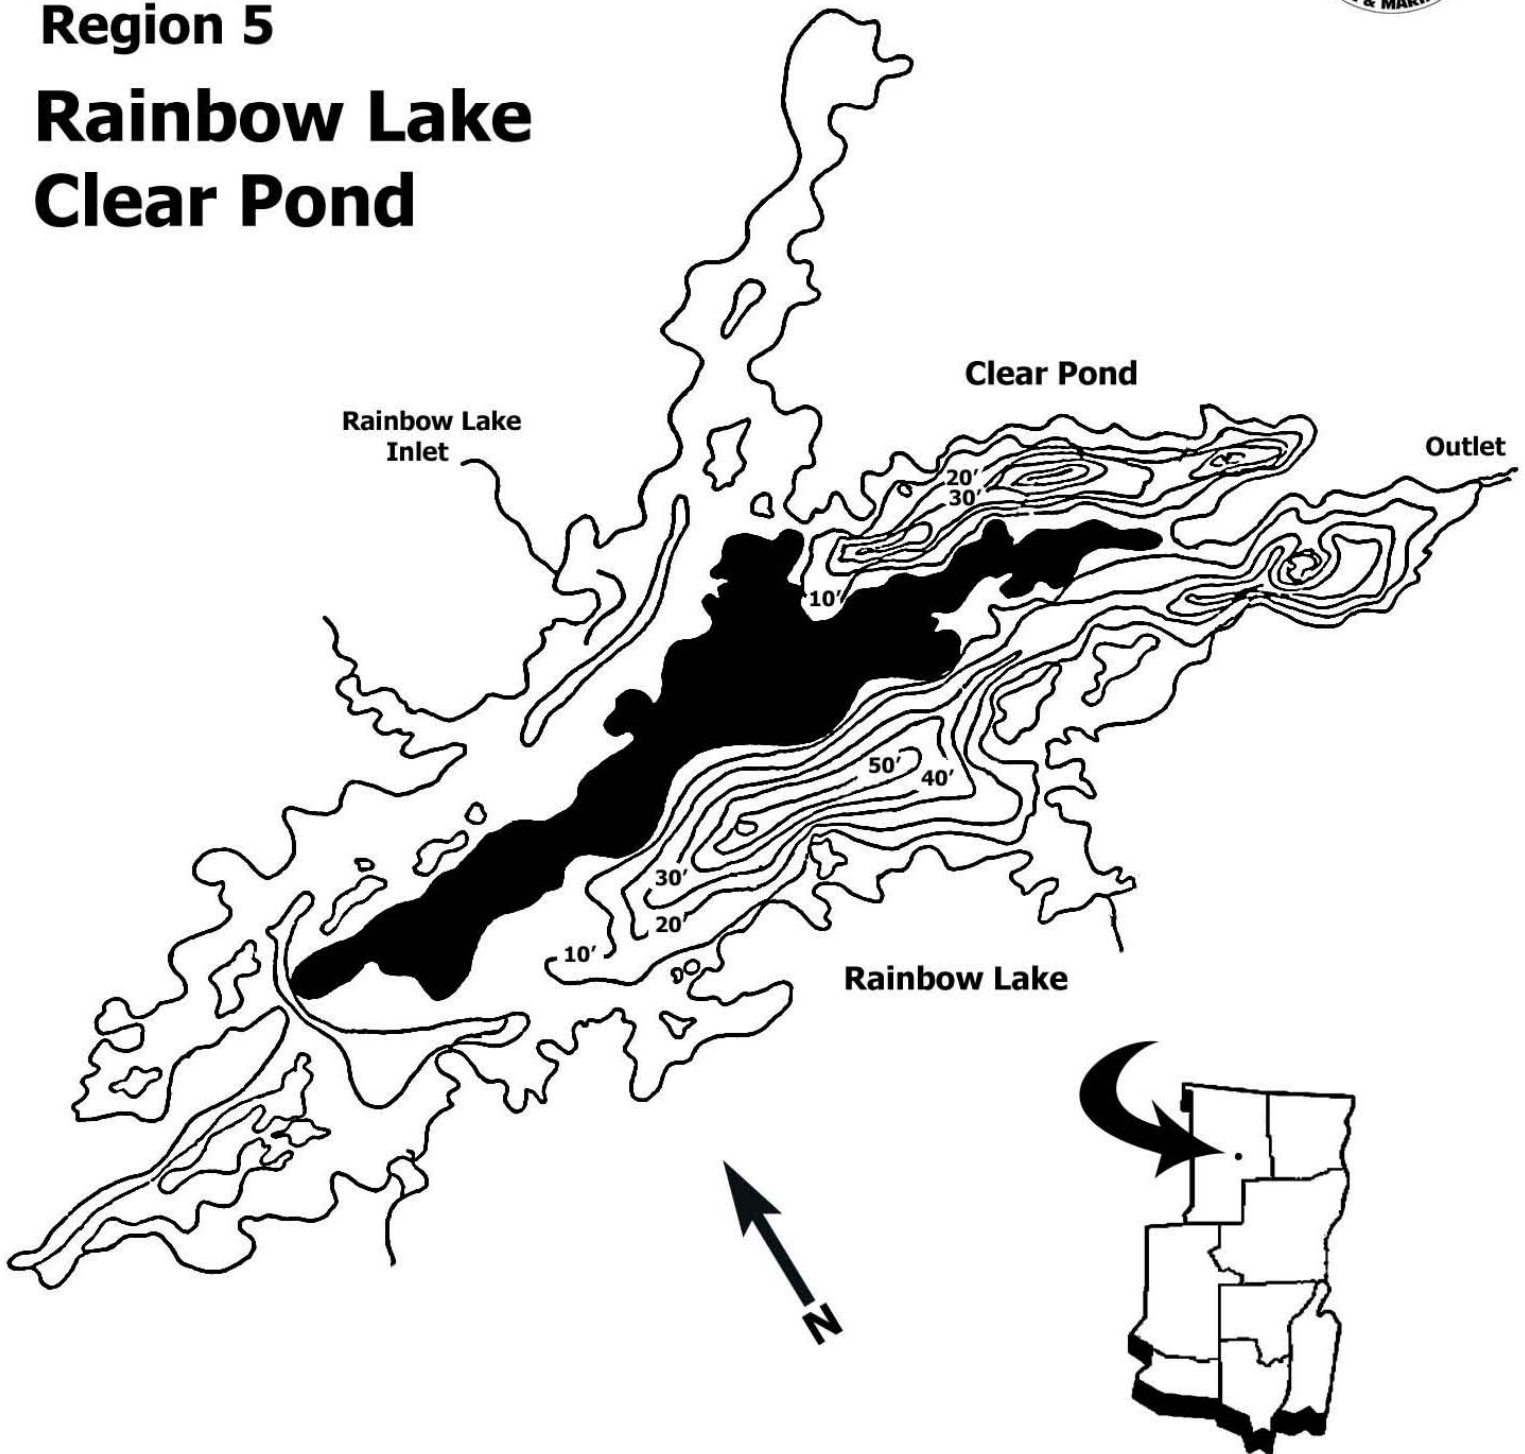 Region 5
Rainbow Lake
Clear Pond
& MARI
Clear Pond
Rainbow Lake
Inlet
Outlet
20'
30'
10'
50'
40'
30'
20'
10'
Rainbow Lake
N